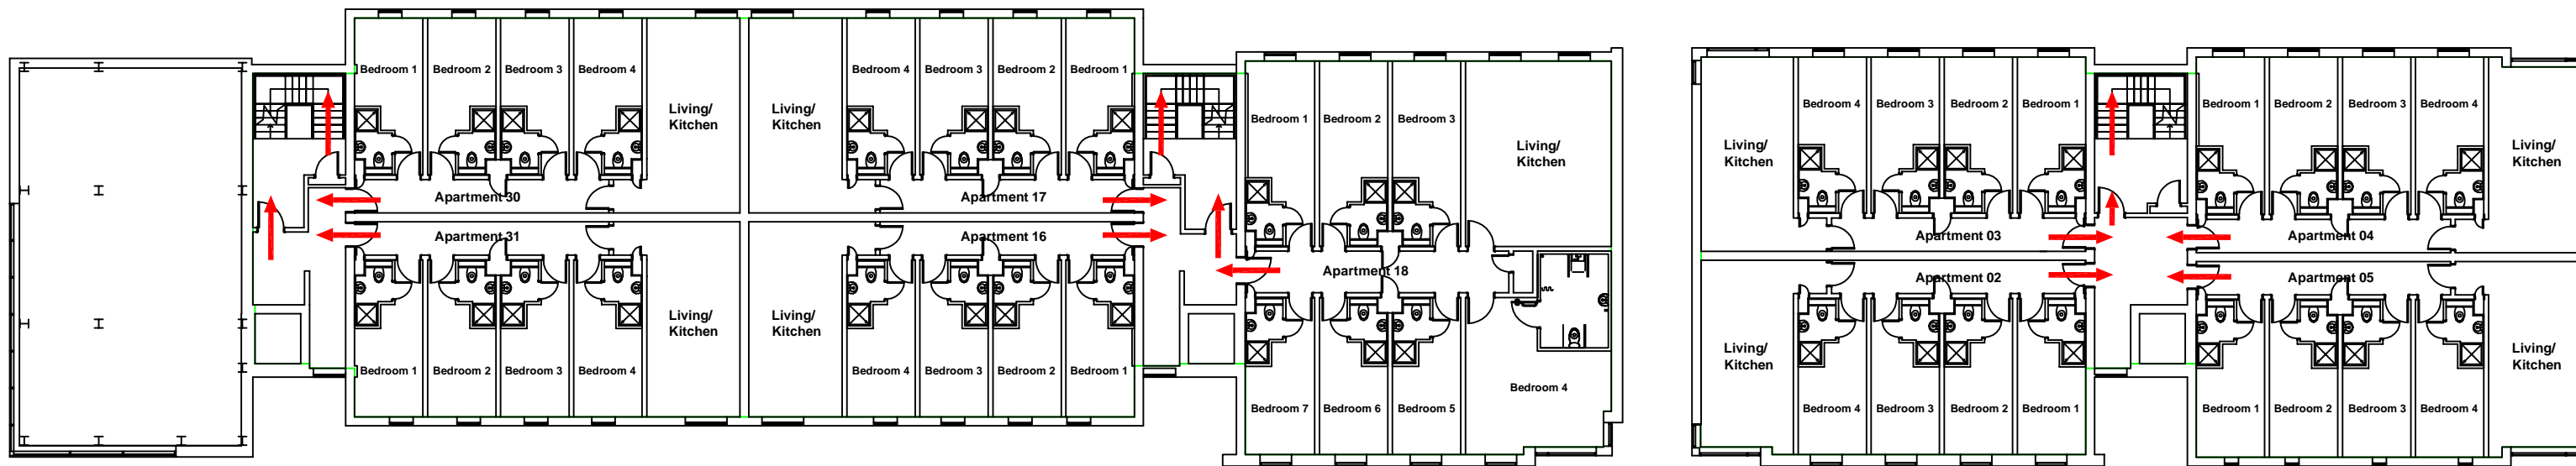 Bedroom 1
Bedroom 2
Bedroom 3
Bedroom 4
Living/
Kitchen
Living/
Kitchen
Bedroom 4
Bedroom 3
Bedroom 2
Bedroom 1
Apartment 30
Apartment 17
Apartment 31
Apartment 16
Bedroom 1
Bedroom 2
Bedroom 3
Bedroom 4
Living/
Kitchen
Living/
Kitchen
Bedroom 4
Bedroom 3
Bedroom 2
Bedroom 1
Bedroom 1
Bedroom 2
Bedroom 3
Living/
Kitchen
Apartment 18
Bedroom 7
Bedroom 6
Bedroom 5
Bedroom 4
Living/
Kitchen
Bedroom 4
Bedroom 3
Bedroom 2
Bedroom 1
Bedroom 1
Bedroom 2
Bedroom 3
Bedroom 4
Living/
Kitchen
Apartment 03
Apartment 04
Apartment 02
Apartment 05
Living/
Kitchen
Bedroom 4
Bedroom 3
Bedroom 2
Bedroom 1
Bedroom 1
Bedroom 2
Bedroom 3
Bedroom 4
Living/
Kitchen